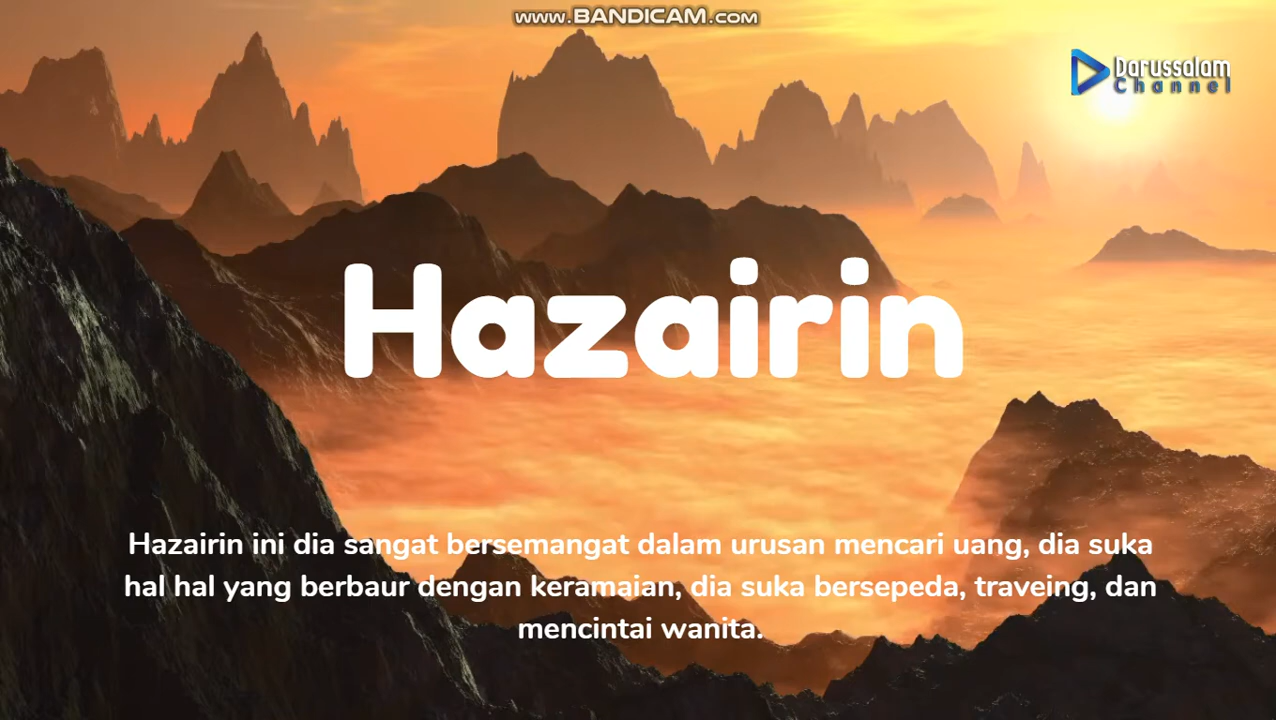 www.BANDICAM.com
Darussalam
Channel
Hazairin
Hazairin ini dia sangat bersemangat dalam urusan mencari uang, dia suka
hal hal yang berbaur dengan keramaian, dia suka bersepeda, traveing, dan
mencintai wanita.